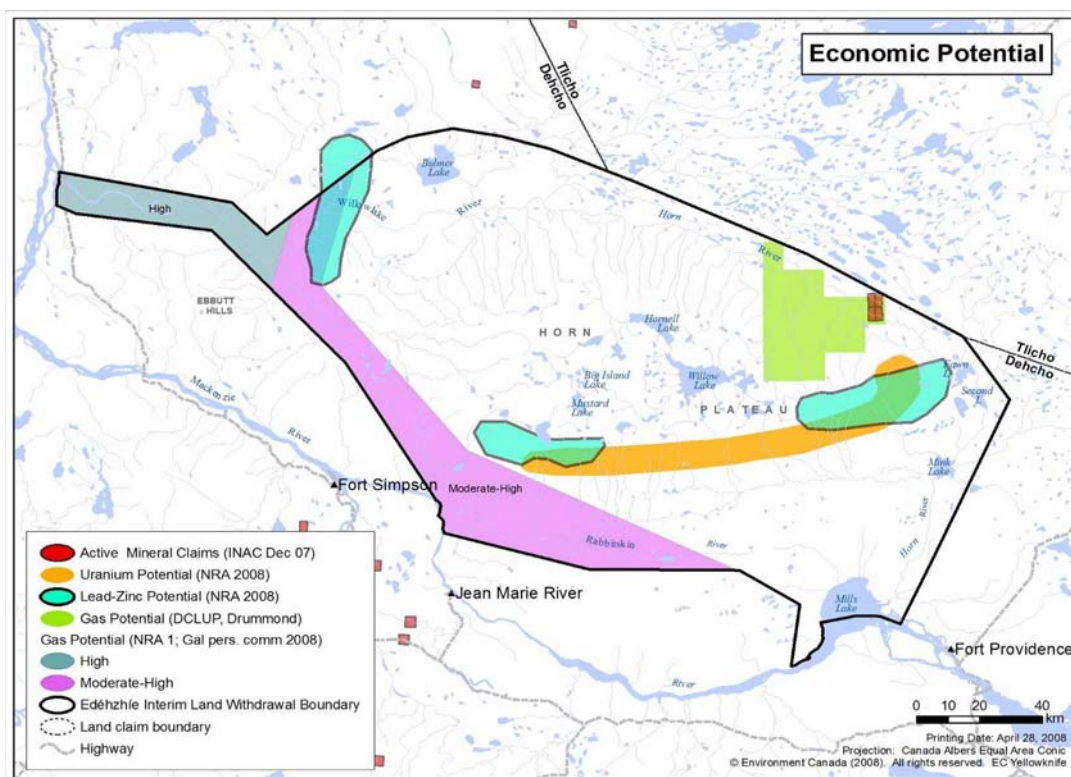 Economic Potential
Tlicho
Dehcho
Bulmer
Lake
High
Willowlake
River
Horn
River
EBBUTT
HILLS
HORN
Hornell
Lake
Tlicho
Dehcho
Big Island
Lake
Willow
Lake
Mustard
Lake
PLATEAU
Second L.
Mackenzie
River
Mink
Lake
Fort Simpson
Moderate-High
Rabbitskin
River
Horn
River
Jean Marie River
Mills
Lake
Fort Providence
River
Active Mineral Claims (INAC Dec 07)
Uranium Potential (NRA 2008)
Lead-Zinc Potential (NRA 2008)
Gas Potential (DCLUP, Drummond)
Gas Potential (NRA 1; Gal pers. comm 2008)
High
Moderate-High
Edéhzhíe Interim Land Withdrawal Boundary
Land claim boundary
Highway
0 10 20 40
km
Printing Date: April 28, 2008
Projection: Canada Albers Equal Area Conic
© Environment Canada (2008). All rights reserved. EC Yellowknife